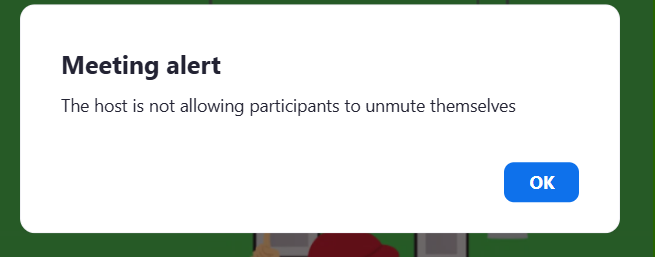 Meeting alert
The host is not allowing participants to unmute themselves
OK